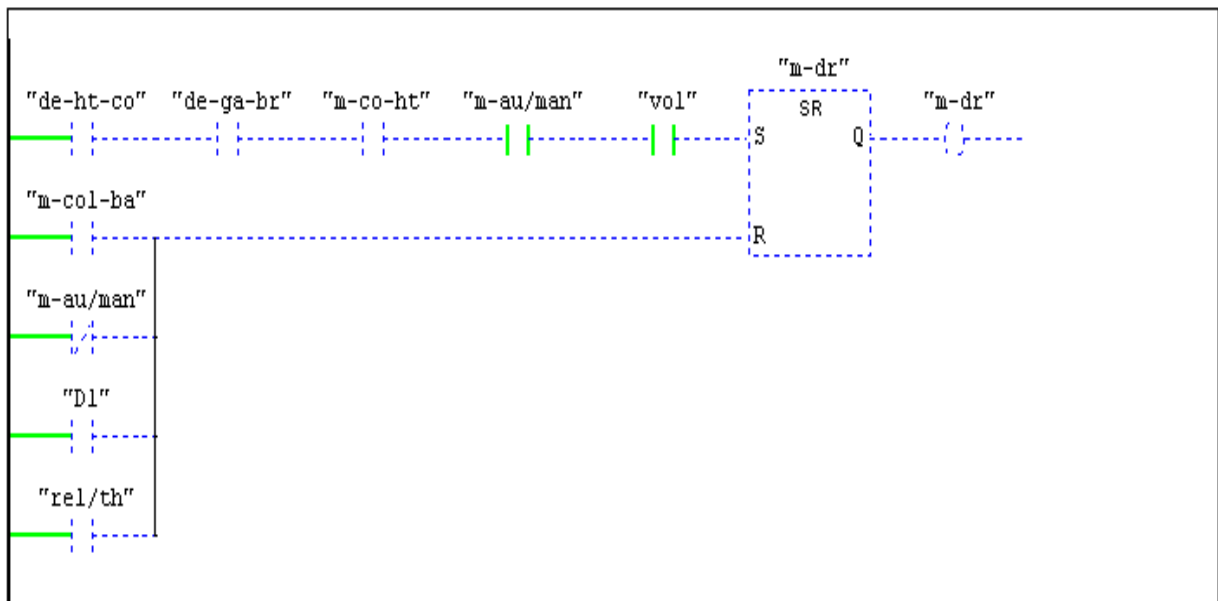 "m-dr"
"de-ht-co" "de-ga-br" "m-co-ht" "m-au/man" "vol" SR "m-dr"
S Q
"m-col-ba"
R
"m-au/man"
"D1"
"rel/th"